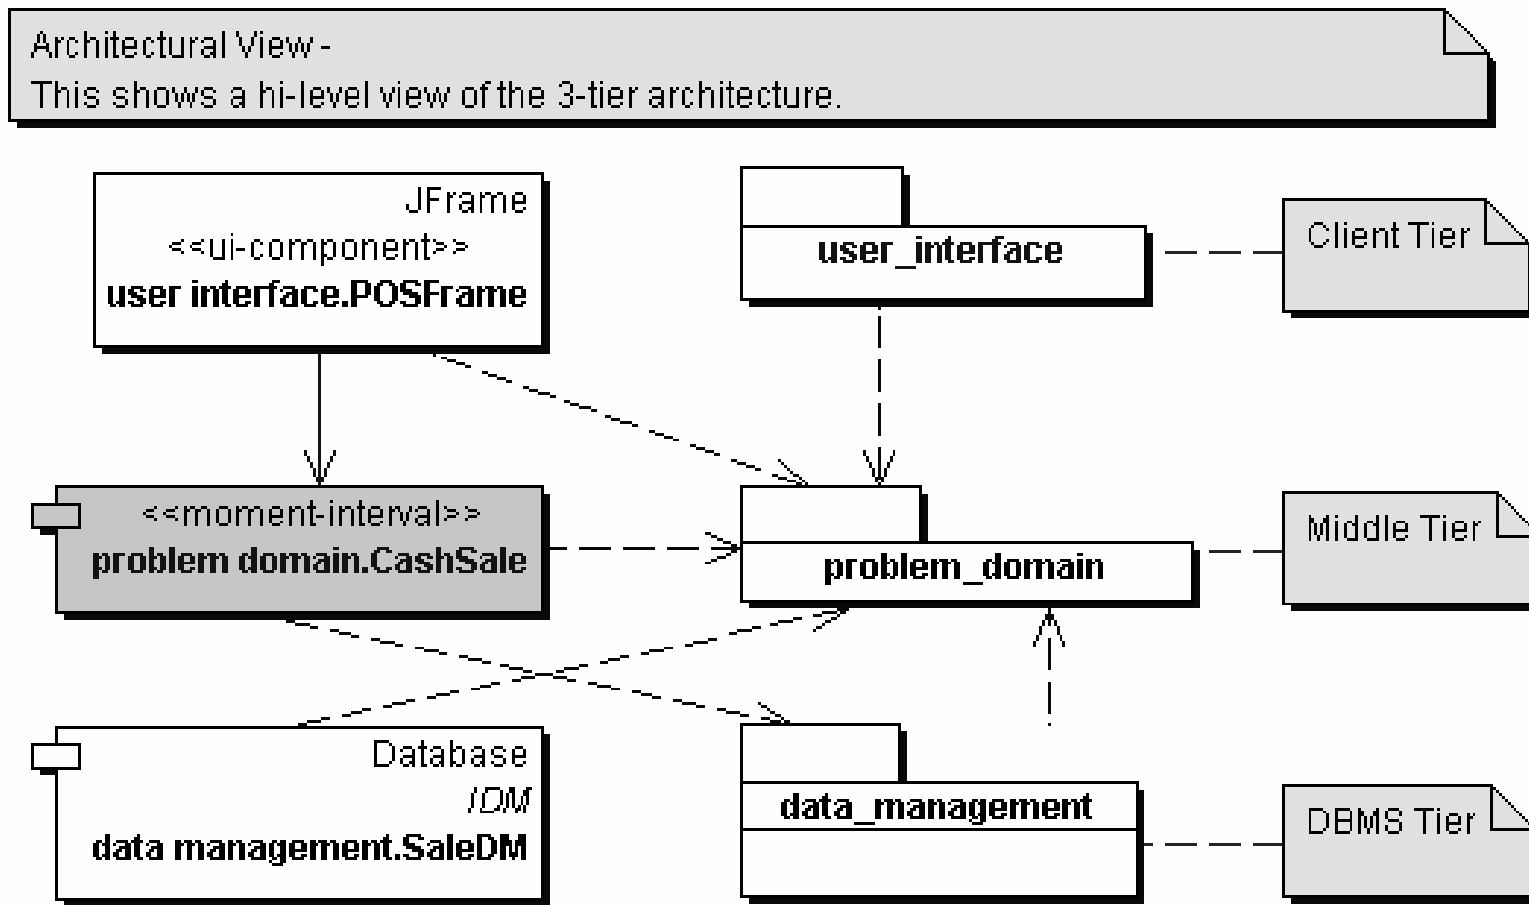 Architectural View -
This shows a hi-level view of the 3-tier architecture.
JFrame
<<ui-component>>
user interface.POSFrame
user_interface
Client Tier
<<moment-interval>>
problem domain.CashSale
problem_domain
Middle Tier
Database
IDM
data management.SaleDM
data_management
DBMS Tier